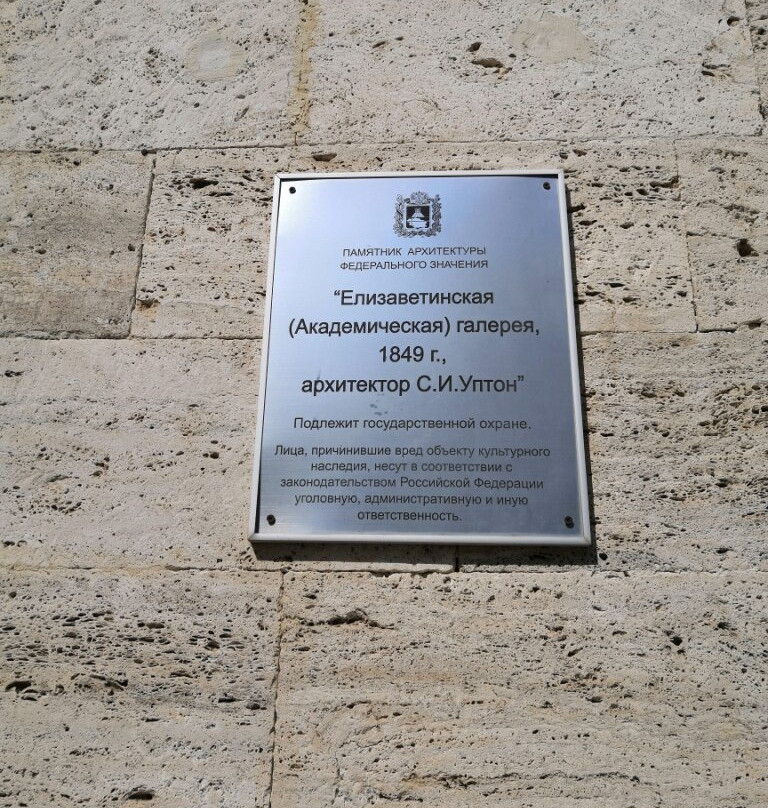 ПАМЯТНИК АРХИТЕКТУРЫ
ФЕДЕРАЛЬНОГО ЗНАЧЕНИЯ
“Елизаветинская
(Академическая) галерея,
1849 г.,
архитектор С.И.Уптон”
Подлежит государственной охране.
Лица, причинившие вред объекту культурного
наследия, несут в соответствии с
законодательством Российской Федерации
уголовную, административную и иную
ответственность.